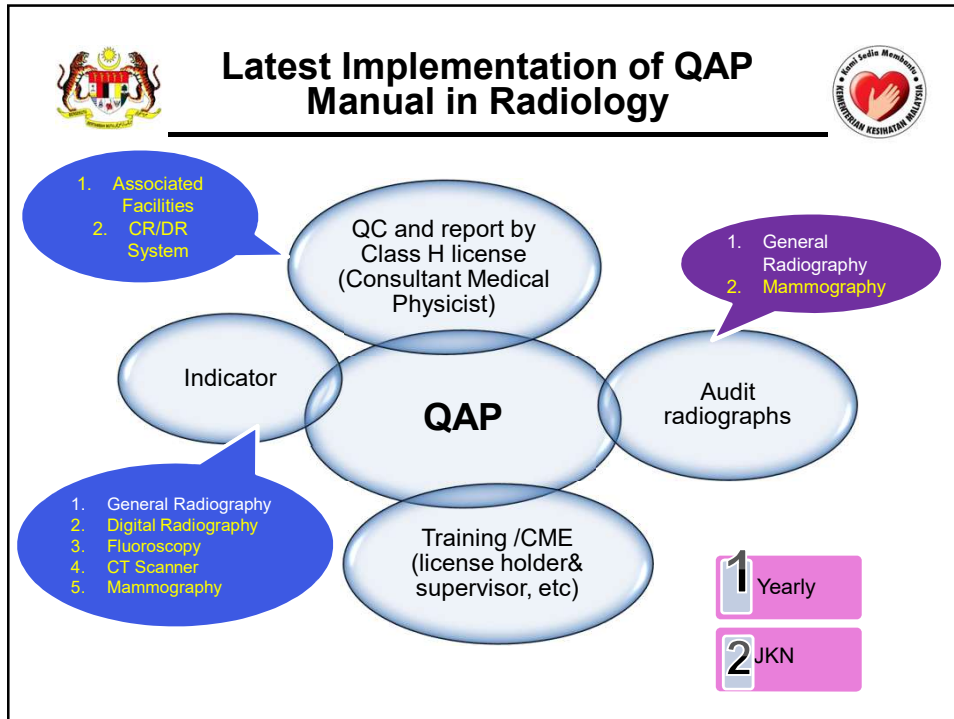 Latest Implementation of QAP
Manual in Radiology
Kami Sedia Membantu
KEMENTERIAN KESIHATAN MALAYSIA
1. Associated
Facilities
2. CR/DR
System
QC and report by
Class H license
(Consultant Medical
Physicist)
1. General
Radiography
2. Mammography
Indicator
QAP
Audit
radiographs
1. General Radiography
2. Digital Radiography
3. Fluoroscopy
4. CT Scanner
5. Mammography
Training /CME
(license holder&
supervisor, etc)
1 Yearly
2 JKN